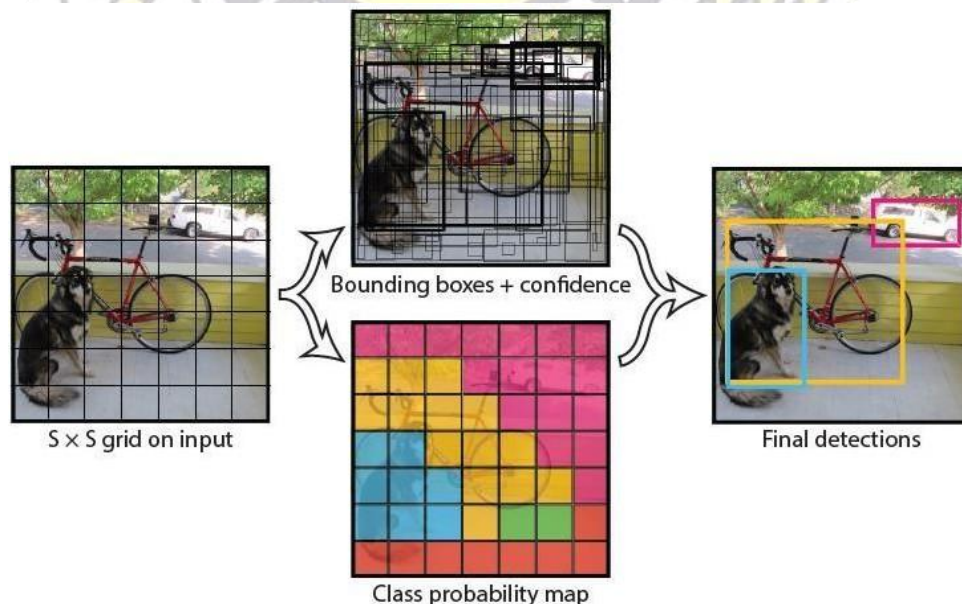 S × S grid on input
Bounding boxes + confidence
Class probability map
Final detections